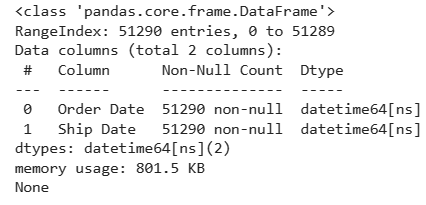 <class 'pandas.core.frame.DataFrame'>
RangeIndex: 51290 entries, 0 to 51289
Data columns (total 2 columns):
 #   Column      Non-Null Count  Dtype
---  ------      --------------  -----
 0   Order Date  51290 non-null  datetime64[ns]
 1   Ship Date   51290 non-null  datetime64[ns]
dtypes: datetime64[ns](2)
memory usage: 801.5 KB
None